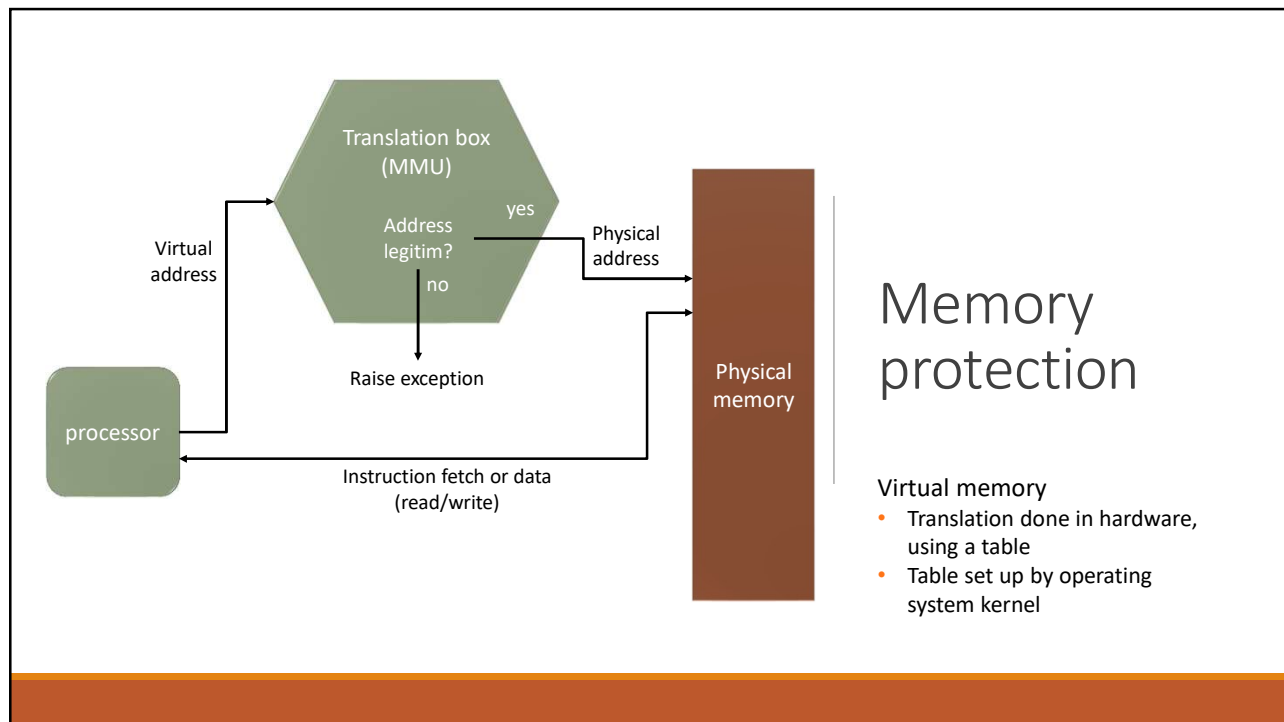 Translation box
(MMU)
yes
Address
legitim?
no
Virtual
address
Physical
address
Raise exception
processor
Physical
memory
Instruction fetch or data
(read/write)
Memory
protection
Virtual memory
• Translation done in hardware,
using a table
• Table set up by operating
system kernel